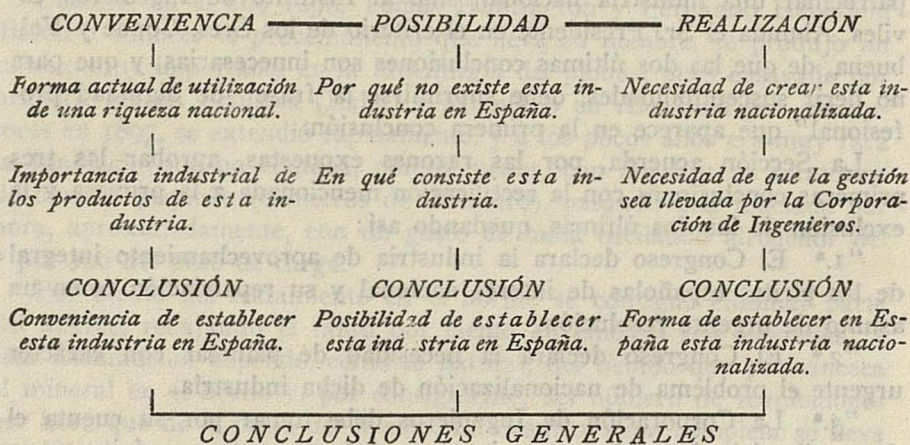 CONVENIENCIA — POSIBILIDAD — REALIZACIÓN
Forma actual de utilización
de una riqueza nacional.
Por qué no existe esta in-
dustria en España.
Necesidad de crear esta in-
dustria nacionalizada.
Importancia industrial de
los productos de esta in-
dustria.
En qué consiste esta in-
dustria.
Necesidad de que la gestión
sea llevada por la Corpora-
ción de Ingenieros.
CONCLUSIÓN
Conveniencia de establecer
esta industria en España.
CONCLUSIÓN
Posibilidad de establecer
esta ind stria en España.
CONCLUSIÓN
Forma de establecer en Es-
paña esta industria nacio-
nalizada.
CONCLUSIONES GENERALES